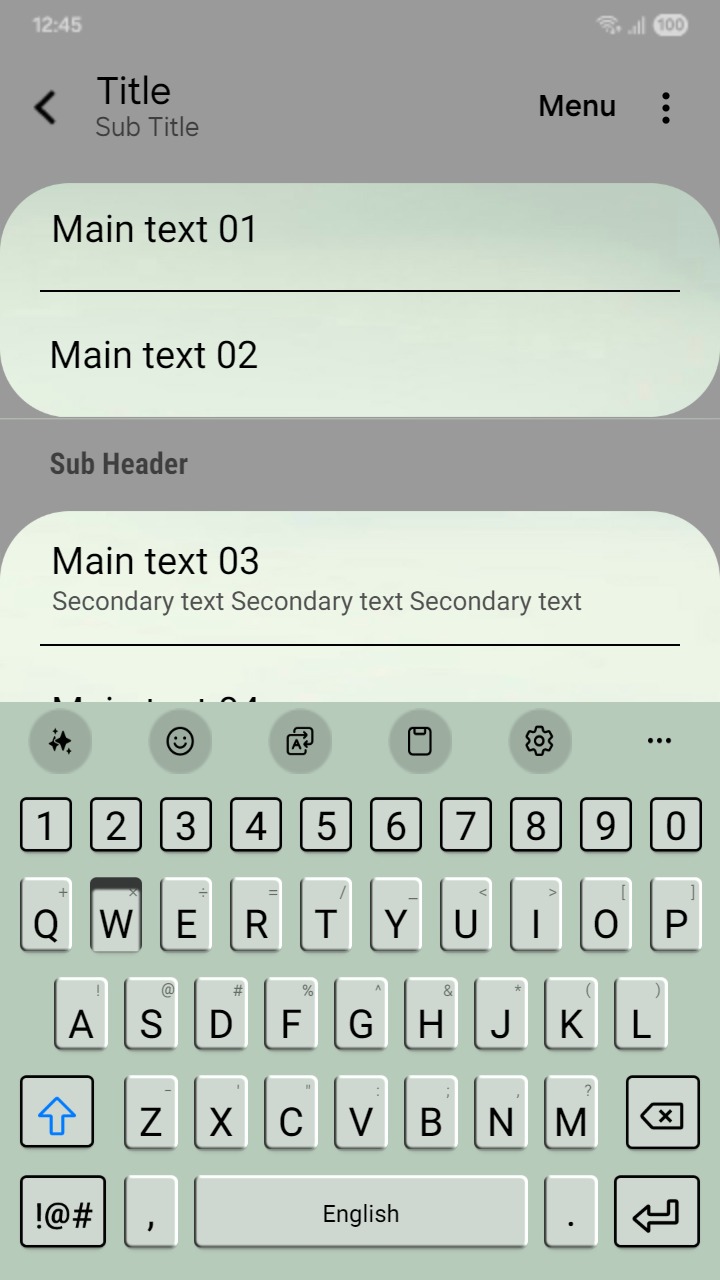 12:45
100
Title
Sub Title
Menu
Main text 01
Main text 02
Sub Header
Main text 03
Secondary text Secondary text Secondary text
1 2 3 4 5 6 7 8 9 0
+ × ÷ = / _ < > [ ]
Q W E R T Y U I O P
! @ # % ^ & * ( )
A S D F G H J K L
- ' " : ; , ?
Z X C V B N M
!@# , English .